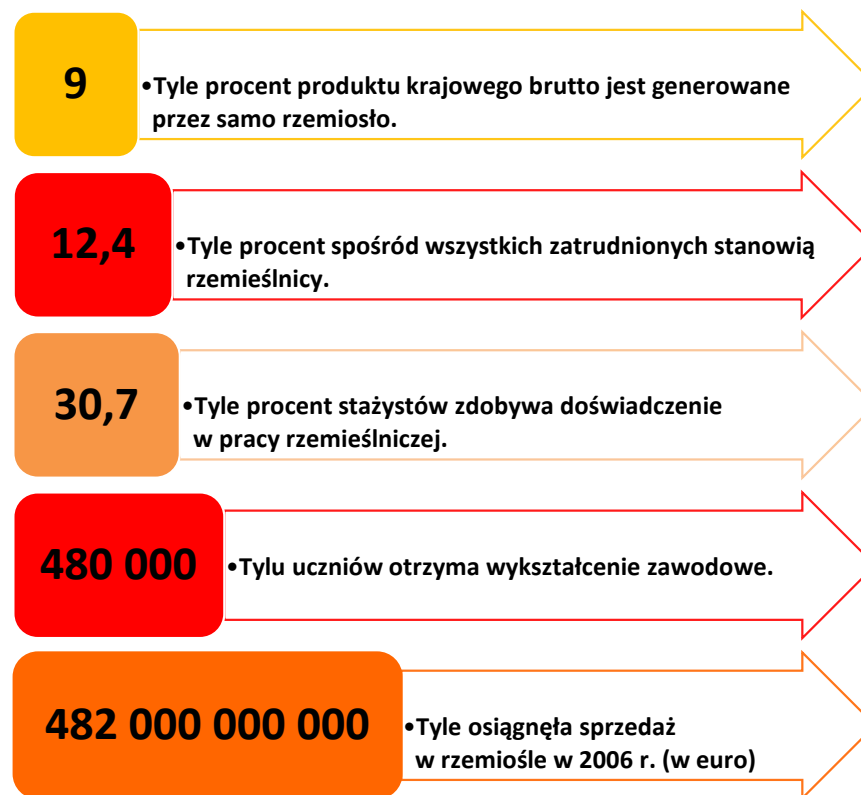 9
•Tyle procent produktu krajowego brutto jest generowane
przez samo rzemiosło.
12,4
•Tyle procent spośród wszystkich zatrudnionych stanowią
rzemieślnicy.
30,7
•Tyle procent stażystów zdobywa doświadczenie
w pracy rzemieślniczej.
480 000
•Tylu uczniów otrzyma wykształcenie zawodowe.
482 000 000 000
•Tyle osiągnęła sprzedaż
w rzemiośle w 2006 r. (w euro)